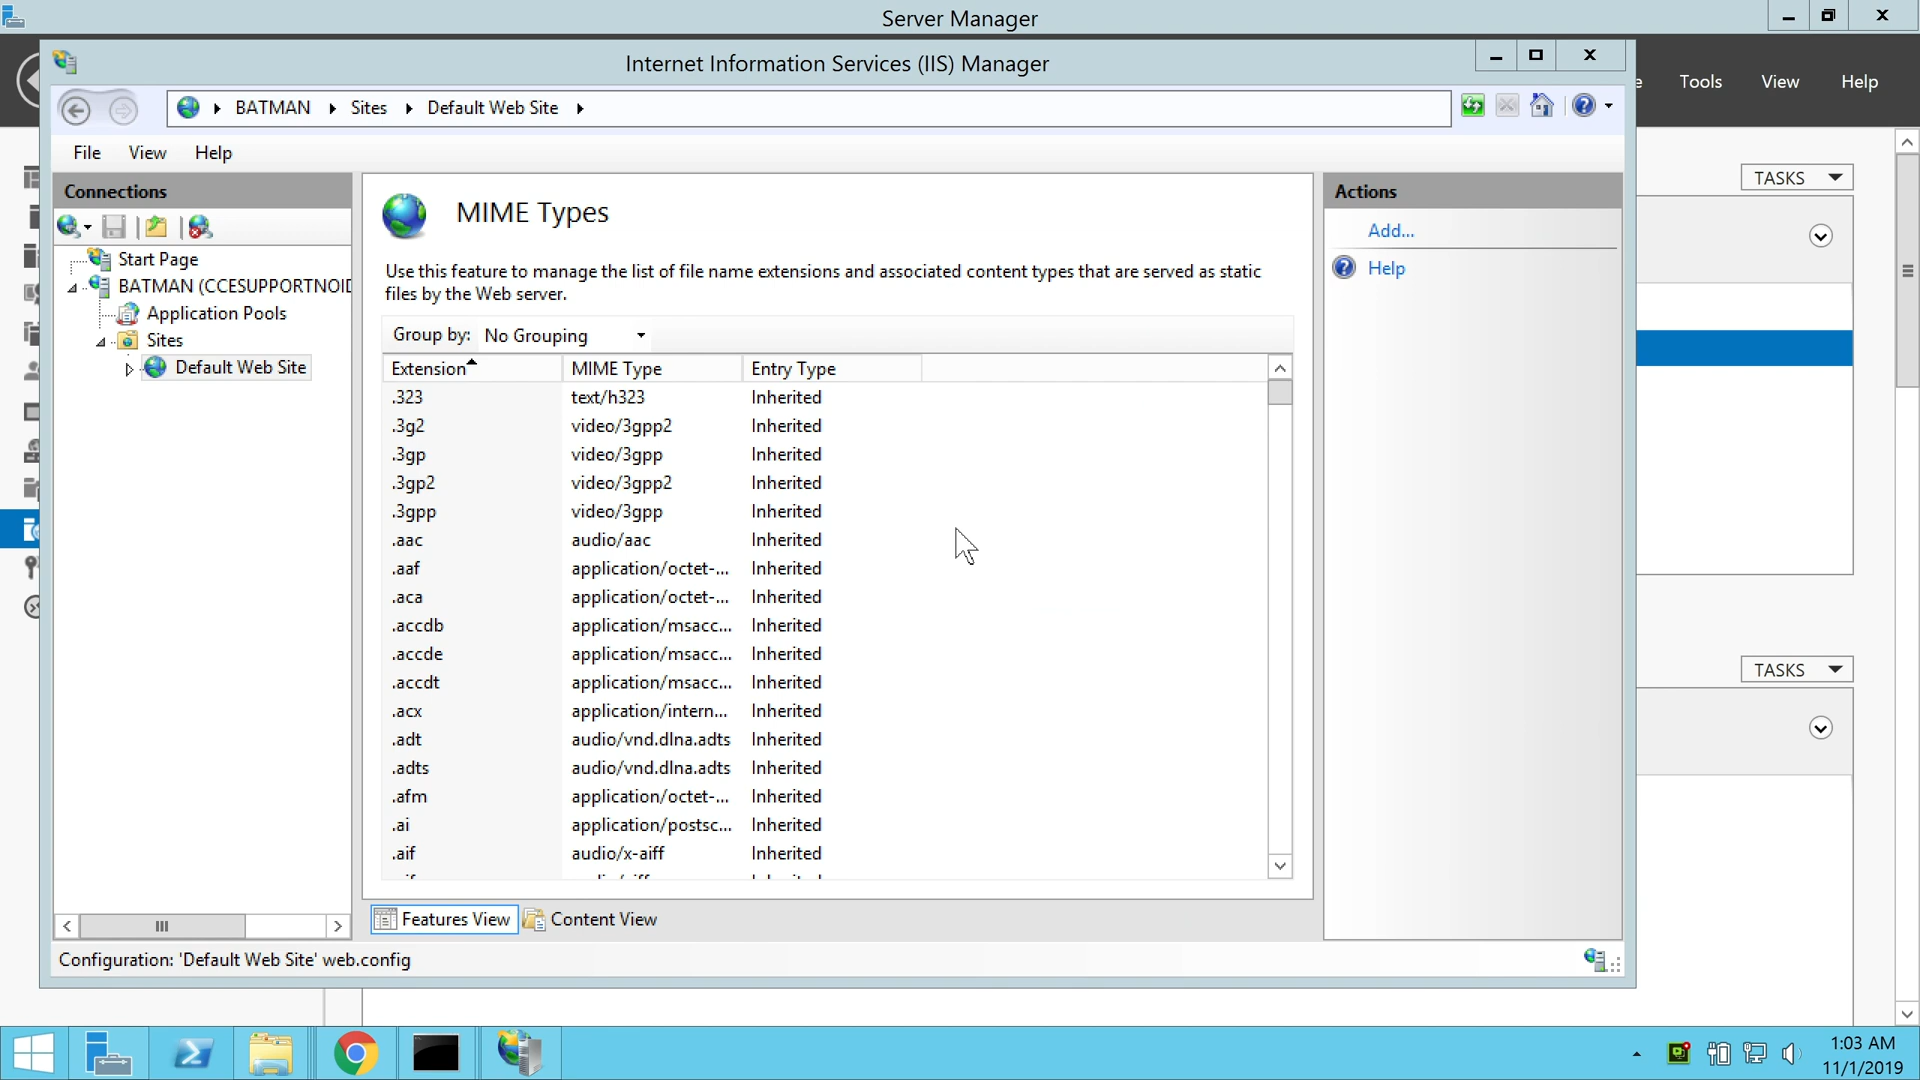 Server Manager
Internet Information Services (IIS) Manager
Tools View Help
BATMAN Sites Default Web Site
File View Help
Connections
Start Page
BATMAN (CCESUPPORTNOI
Application Pools
Sites
Default Web Site
MIME Types
Use this feature to manage the list of file name extensions and associated content types that are served as static
files by the Web server.
Group by: No Grouping
Extension MIME Type Entry Type
.323 text/h323 Inherited
.3g2 video/3gpp2 Inherited
.3gp video/3gpp Inherited
.3gp2 video/3gpp2 Inherited
.3gpp video/3gpp Inherited
.aac audio/aac Inherited
.aaf application/octet-... Inherited
.aca application/octet-... Inherited
.accdb application/msacc... Inherited
.accde application/msacc... Inherited
.accdt application/msacc... Inherited
.acx application/intern... Inherited
.adt audio/vnd.dlna.adts Inherited
.adts audio/vnd.dlna.adts Inherited
.afm application/octet-... Inherited
.ai application/postsc... Inherited
.aif audio/x-aiff Inherited
Features View Content View
Actions
Add...
Help
TASKS
TASKS
Configuration: 'Default Web Site' web.config
1:03 AM
11/1/2019